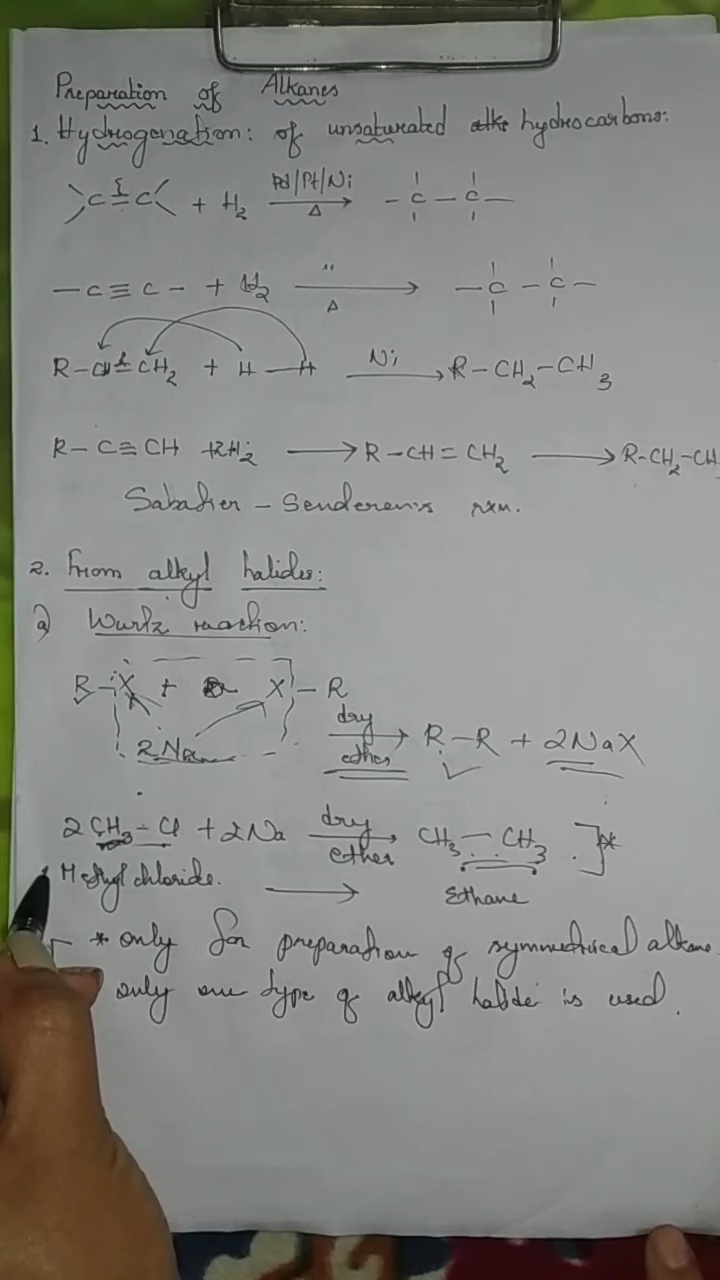 Preparation of Alkanes
1. Hydrogenation: of unsaturated hydrocarbons:
>C=C< + H₂ Pd/Pt/Ni Δ → -C-C-
-C≡C- + H₂ " Δ → -C-C-
R-CH=CH₂ + H-H Ni → R-CH₂-CH₃
R-C≡CH + 2H₂ → R-CH=CH₂ → R-CH₂-CH
Sabatier - Senderens rxn.
2. From alkyl halides:
a) Wurtz reaction:
R-X + X-R
2Na dry ether → R-R + 2NaX
2CH₃-Cl + 2Na dry ether → CH₃-CH₃ . ]*
Methyl chloride. → Ethane
* only for preparation of symmetrical alkane.
only one type of alkyl halide is used.